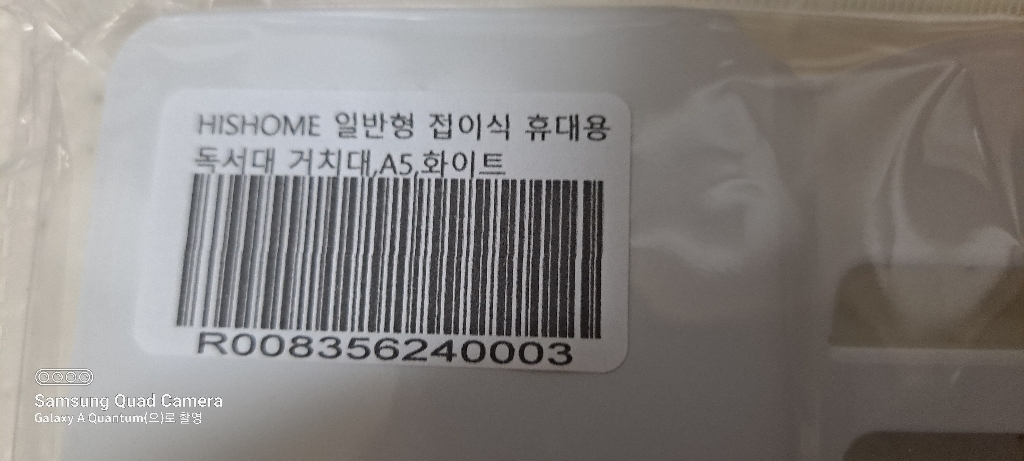 HISHOME 일반형 접이식 휴대용
독서대 거치대,A5,화이트
R008356240003
Samsung Quad Camera
Galaxy A Quantum(으)로 촬영